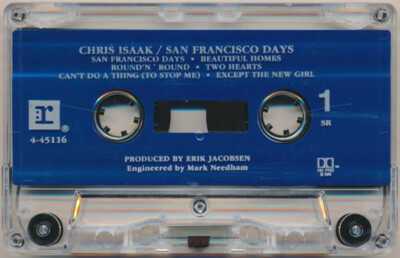 CHRIS ISAAK / SAN FRANCISCO DAYS
SAN FRANCISCO DAYS • BEAUTIFUL HOMES
ROUND'N'ROUND • TWO HEARTS
CAN'T DO A THING (TO STOP ME) • EXCEPT THE NEW GIRL
r
®
4-45116
1
SR
PRODUCED BY ERIK JACOBSEN
Engineered by Mark Needham